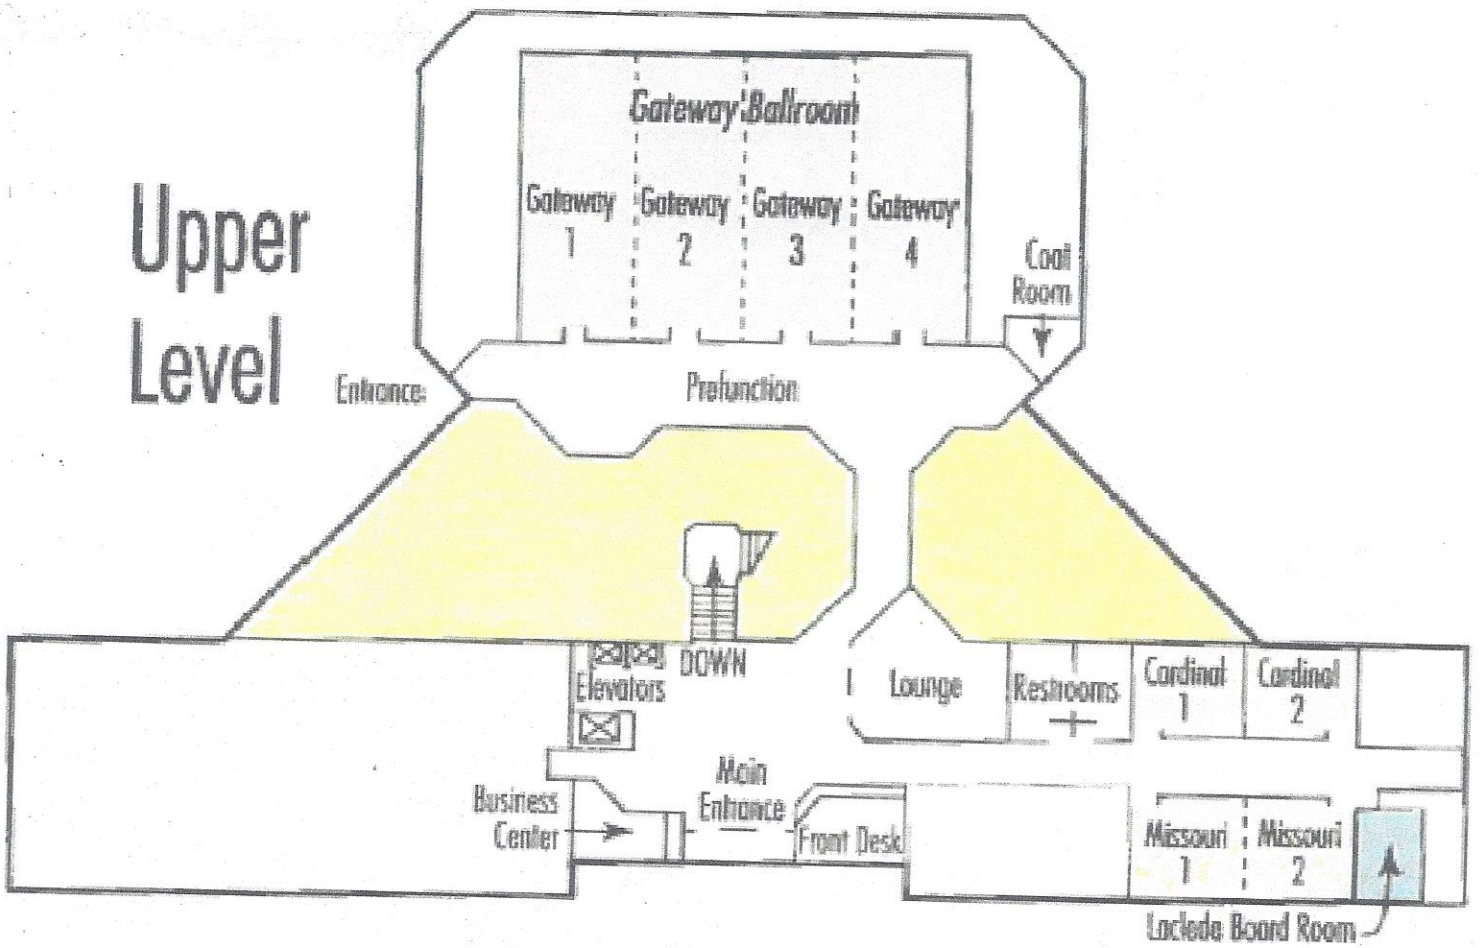 Upper
Level
Gateway Ballroom
Gateway
1
Gateway
2
Gateway
3
Gateway
4
Coat
Room
Entrance
Prefunction
DOWN
Elevators
Lounge
Restrooms
Cardinal
1
Cardinal
2
Main
Entrance
Business
Center
Front Desk
Missouri
1
Missouri
2
Laclede Board Room